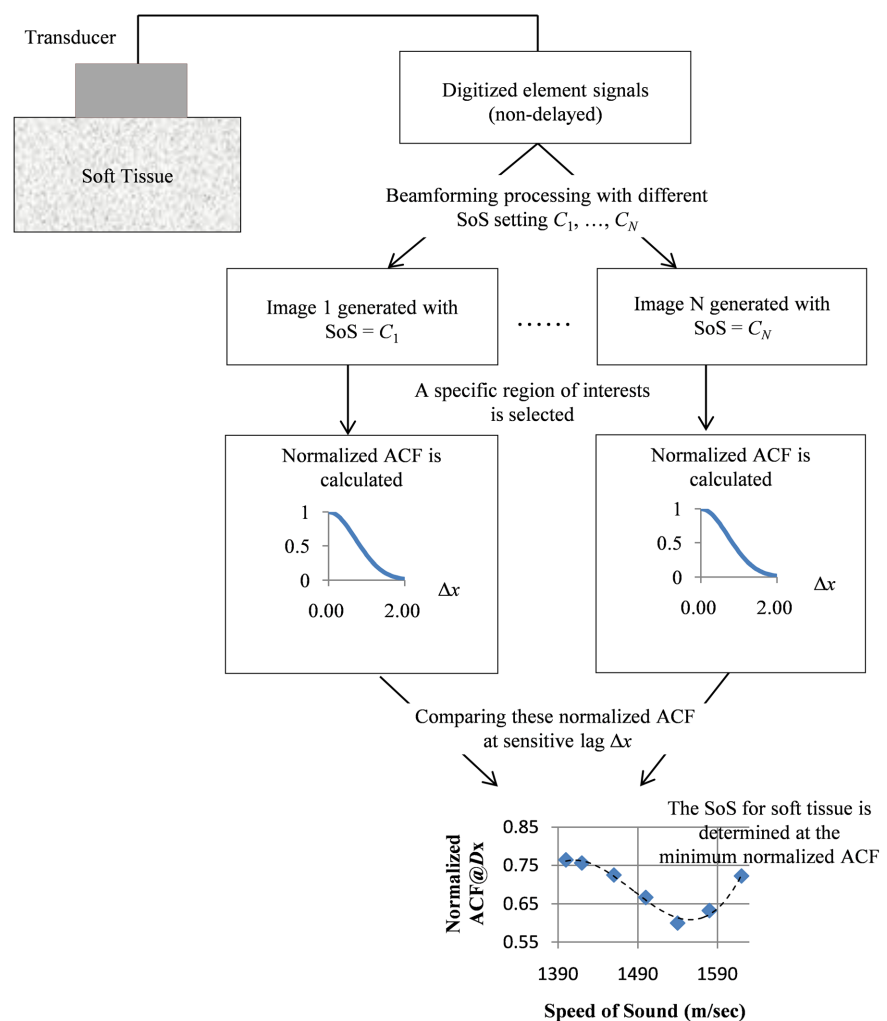 Transducer
Soft Tissue
Digitized element signals
(non-delayed)
Beamforming processing with different
SoS setting C1, …, CN
Image 1 generated with
SoS = C1
……
Image N generated with
SoS = CN
A specific region of interests
is selected
Normalized ACF is
calculated
1
0.5
0
0.00 2.00
Δx
Normalized ACF is
calculated
1
0.5
0
0.00 2.00
Δx
Comparing these normalized ACF
at sensitive lag Δx
The SoS for soft tissue is
determined at the
minimum normalized ACF
Normalized
ACF@Dx
0.85
0.75
0.65
0.55
1390 1490 1590
Speed of Sound (m/sec)